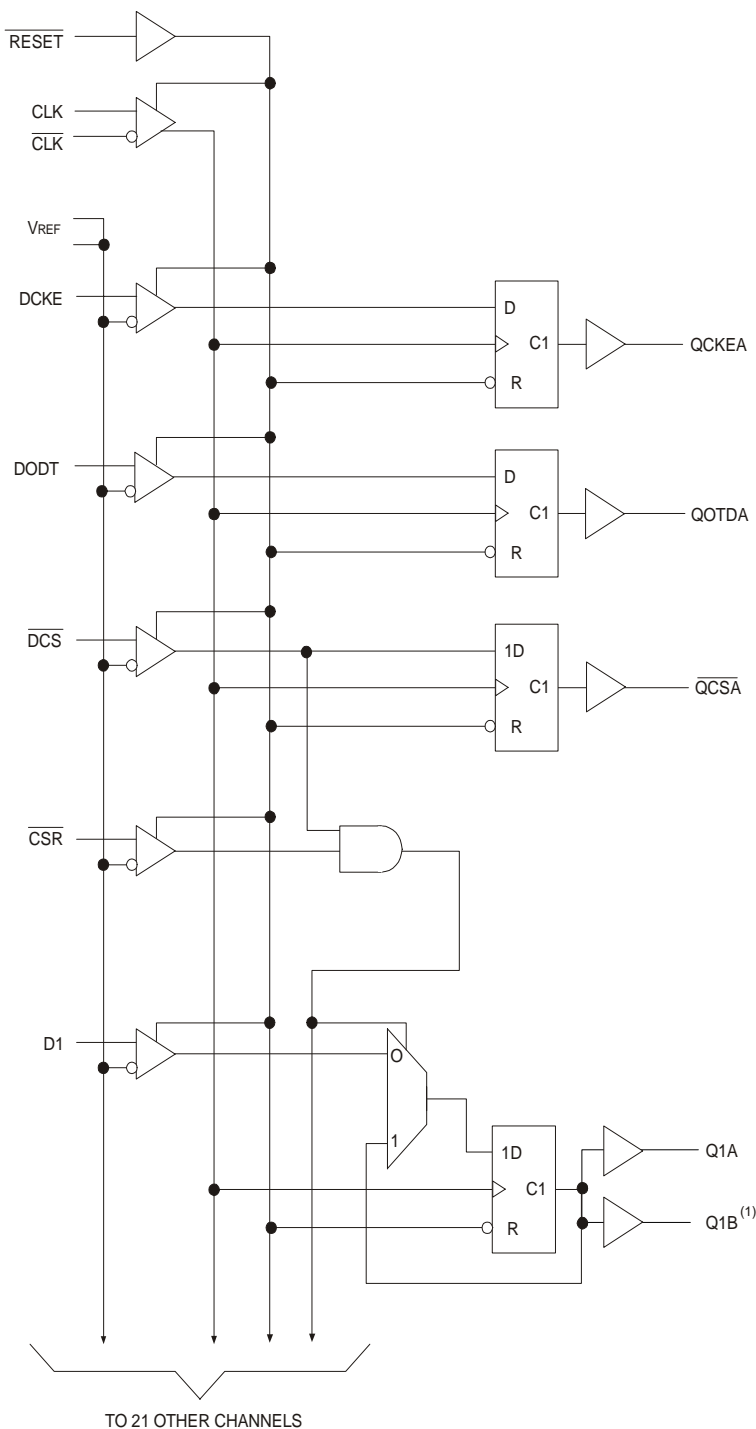 RESET
CLK
CLK
VREF
DCKE
D
C1
R
QCKEA
DODT
D
C1
R
QOTDA
DCS
1D
C1
R
QCSA
CSR
D1
O
1
1D
C1
R
Q1A
Q1B (1)
TO 21 OTHER CHANNELS